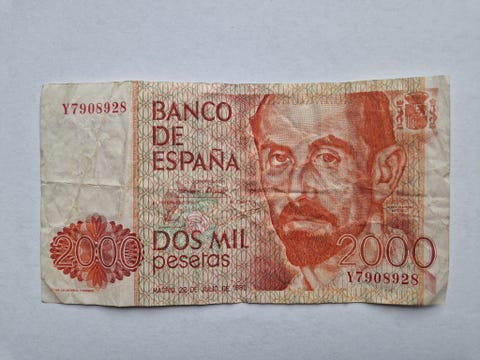 Y7908928
BANCO
DE
ESPAÑA
2000
DOS MIL
pesetas
2000
Y7908928
MADRID, 22 DE JULIO DE 1980